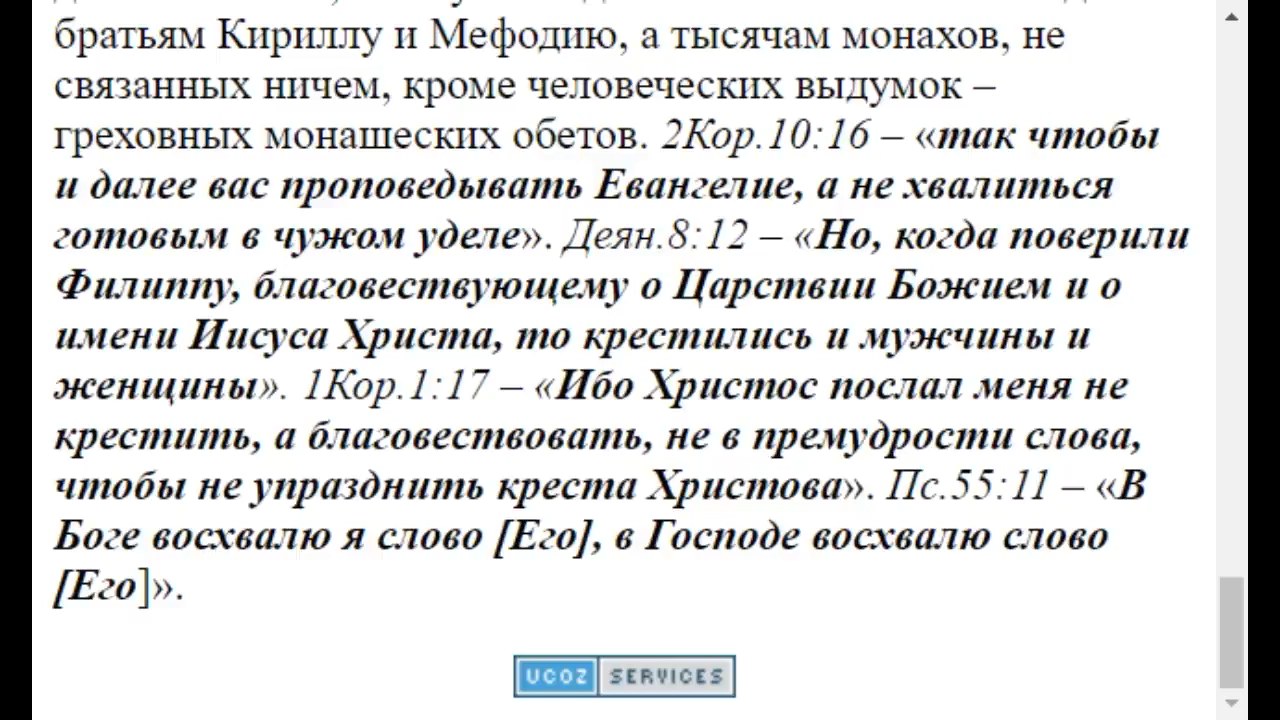 братьям Кириллу и Мефодию, а тысячам монахов, не
связанных ничем, кроме человеческих выдумок –
греховных монашеских обетов. 2Кор.10:16 – «так чтобы
и далее вас проповедывать Евангелие, а не хвалиться
готовым в чужом уделе». Деян.8:12 – «Но, когда поверили
Филиппу, благовествующему о Царствии Божием и о
имени Иисуса Христа, то крестились и мужчины и
женщины». 1Кор.1:17 – «Ибо Христос послал меня не
крестить, а благовествовать, не в премудрости слова,
чтобы не упразднить креста Христова». Пс.55:11 – «В
Боге восхвалю я слово [Его], в Господе восхвалю слово
[Его]».
UCOZ SERVICES